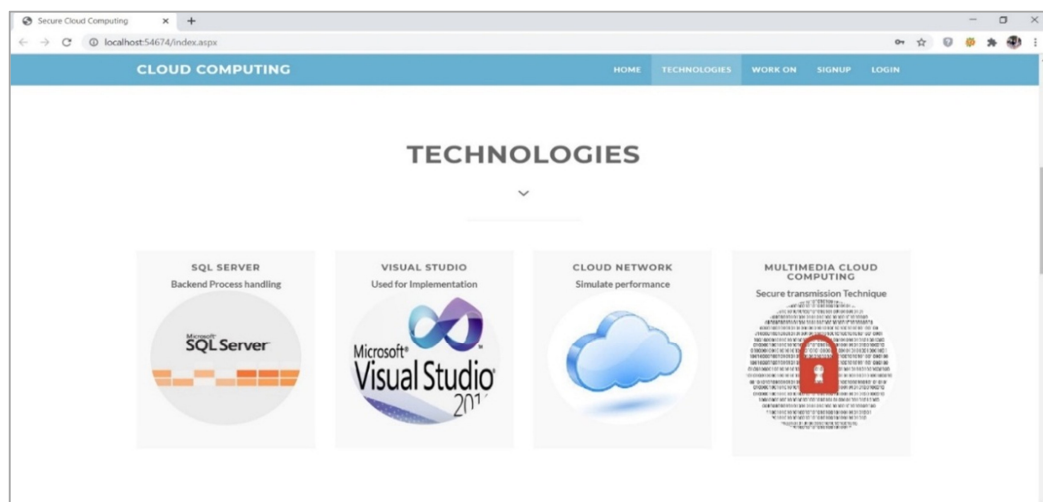 Secure Cloud Computing
localhost:54674/index.aspx
CLOUD COMPUTING
HOME TECHNOLOGIES WORK ON SIGNUP LOGIN
TECHNOLOGIES
SQL SERVER
Backend Process handling
Microsoft
SQL Server
VISUAL STUDIO
Used for Implementation
Microsoft®
Visual Studio
CLOUD NETWORK
Simulate performance
MULTIMEDIA CLOUD
COMPUTING
Secure transmission Technique